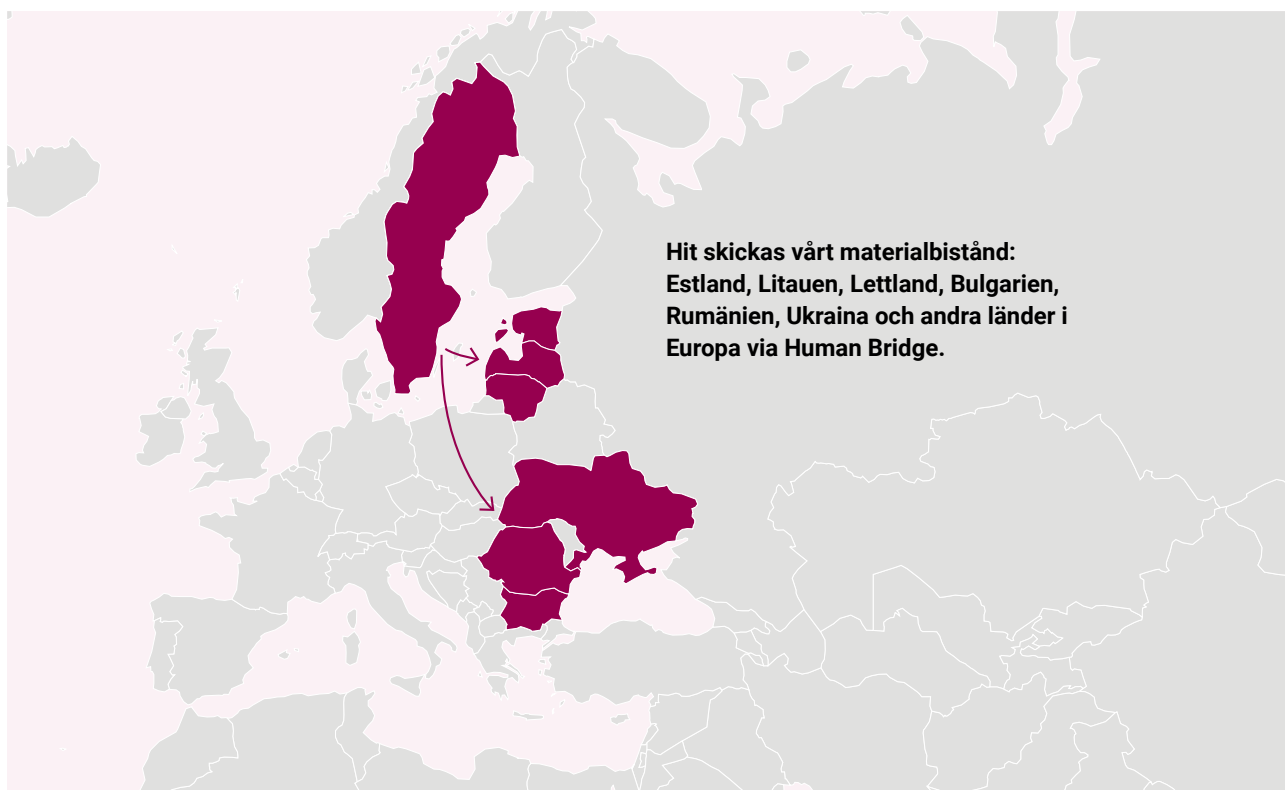 Hit skickas vårt materialbistånd:
Estland, Litauen, Lettland, Bulgarien,
Rumänien, Ukraina och andra länder i
Europa via Human Bridge.